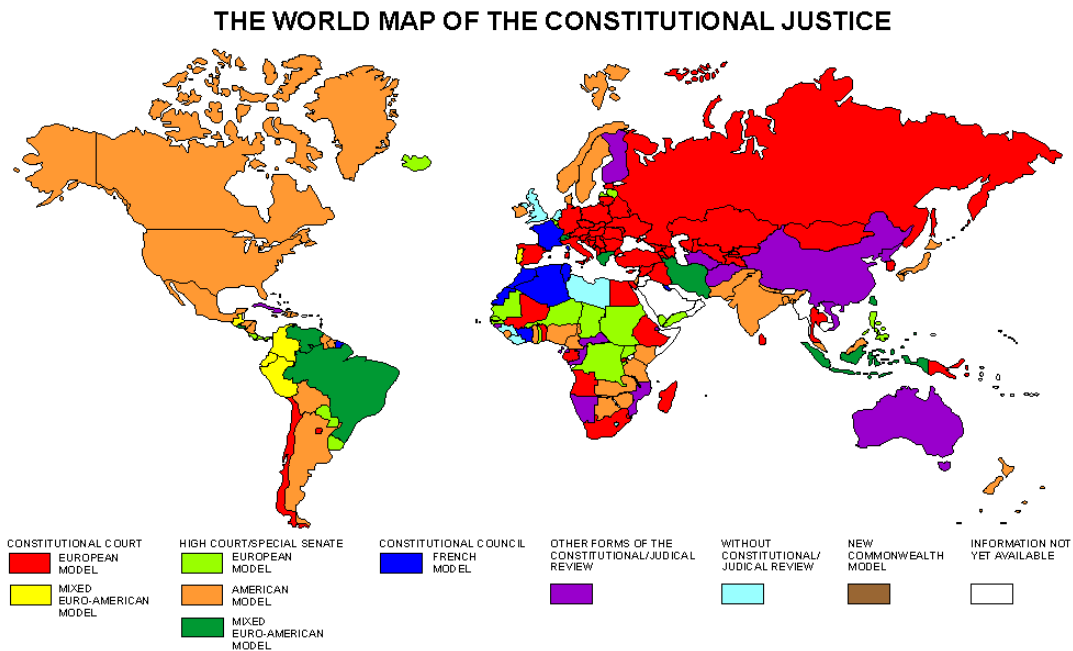 THE WORLD MAP OF THE CONSTITUTIONAL JUSTICE
CONSTITUTIONAL COURT
EUROPEAN
MODEL
MIXED
EURO-AMERICAN
MODEL
HIGH COURT/SPECIAL SENATE
EUROPEAN
MODEL
AMERICAN
MODEL
MIXED
EURO-AMERICAN
MODEL
CONSTITUTIONAL COUNCIL
FRENCH
MODEL
OTHER FORMS OF THE
CONSTITUTIONAL/JUDICAL
REVIEW
WITHOUT
CONSTITUTIONAL/
JUDICAL REVIEW
NEW
COMMONWEALTH
MODEL
INFORMATION NOT
YET AVAILABLE